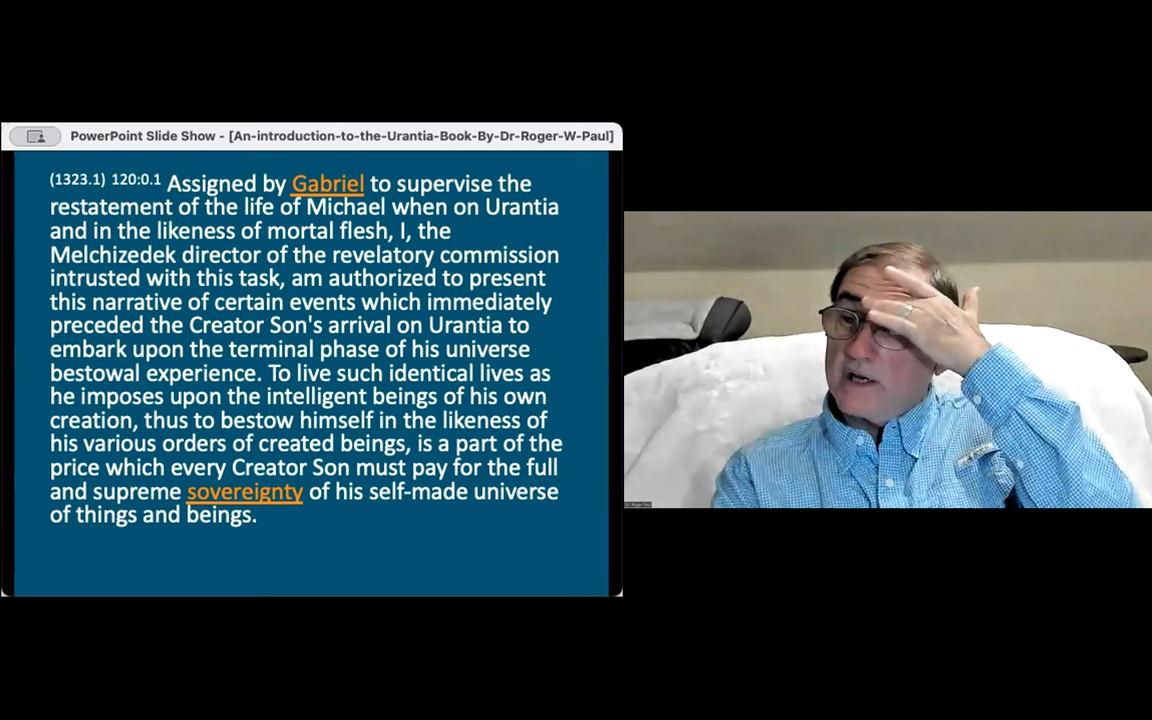 PowerPoint Slide Show - [An-introduction-to-the-Urantia-Book-By-Dr-Roger-W-Paul]
(1323.1) 120:0.1 Assigned by Gabriel to supervise the
restatement of the life of Michael when on Urantia
and in the likeness of mortal flesh, I, the
Melchizedek director of the revelatory commission
intrusted with this task, am authorized to present
this narrative of certain events which immediately
preceded the Creator Son's arrival on Urantia to
embark upon the terminal phase of his universe
bestowal experience. To live such identical lives as
he imposes upon the intelligent beings of his own
creation, thus to bestow himself in the likeness of
his various orders of created beings, is a part of the
price which every Creator Son must pay for the full
and supreme sovereignty of his self-made universe
of things and beings.
Dr. Roger Paul